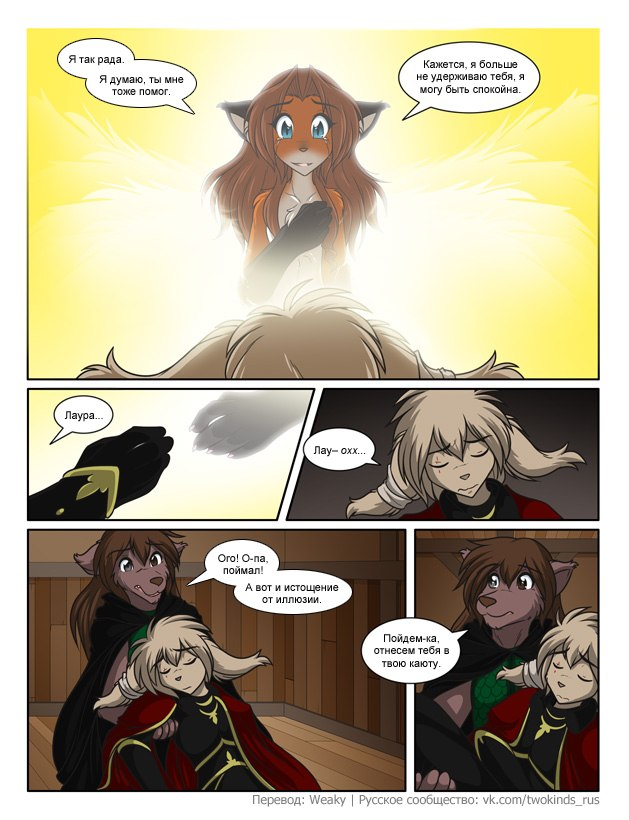 Я так рада.
Я думаю, ты мне
тоже помог.
Кажется, я больше
не удерживаю тебя, я
могу быть спокойна.
Лаура...
Лау– охх...
Ого! О-па,
поймал!
А вот и истощение
от иллюзии.
Пойдем-ка,
отнесем тебя в
твою каюту.
Перевод: Weaky | Русское сообщество: vk.com/twokinds_rus